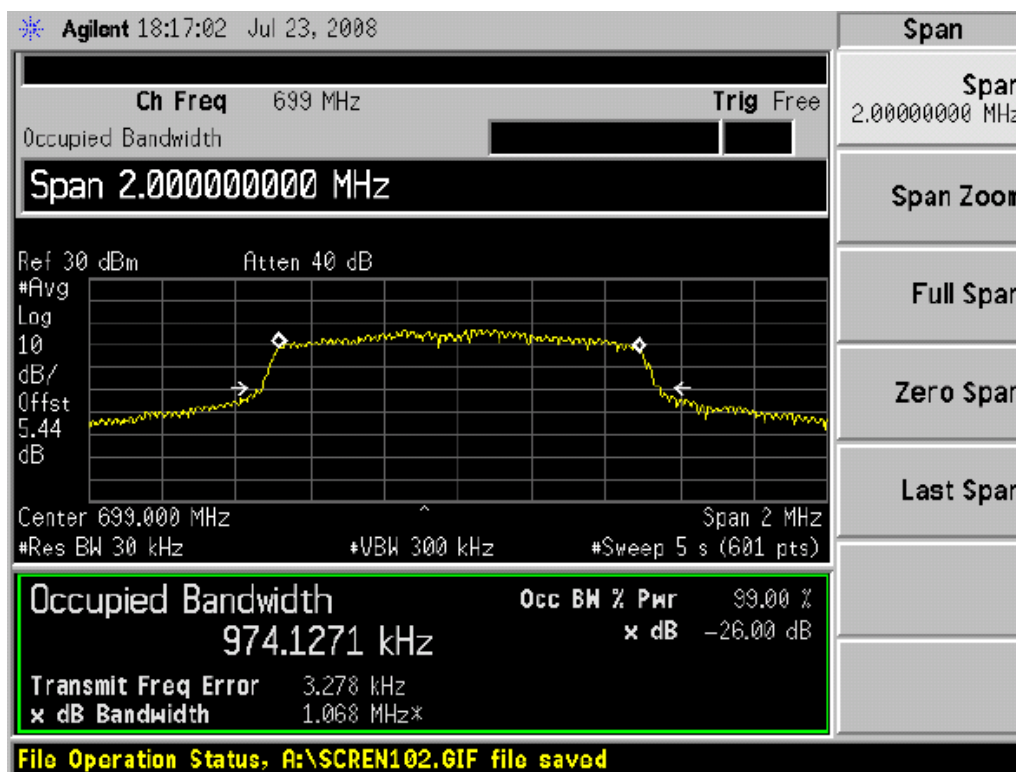 Agilent 18:17:02 Jul 23, 2008
Span
Ch Freq 699 MHz Trig Free
Occupied Bandwidth
Span 2.000000000 MHz
Ref 30 dBm Atten 40 dB
#Avg
Log
10
dB/
Offst
5.44
dB
Center 699.000 MHz ^ Span 2 MHz
#Res BW 30 kHz #VBW 300 kHz #Sweep 5 s (601 pts)
Occupied Bandwidth
974.1271 kHz
Occ BW % Pwr 99.00 %
x dB -26.00 dB
Transmit Freq Error 3.278 kHz
x dB Bandwidth 1.068 MHz*
Span
2.00000000 MHz
Span Zoom
Full Span
Zero Span
Last Span
File Operation Status, A:\SCREN102.GIF file saved